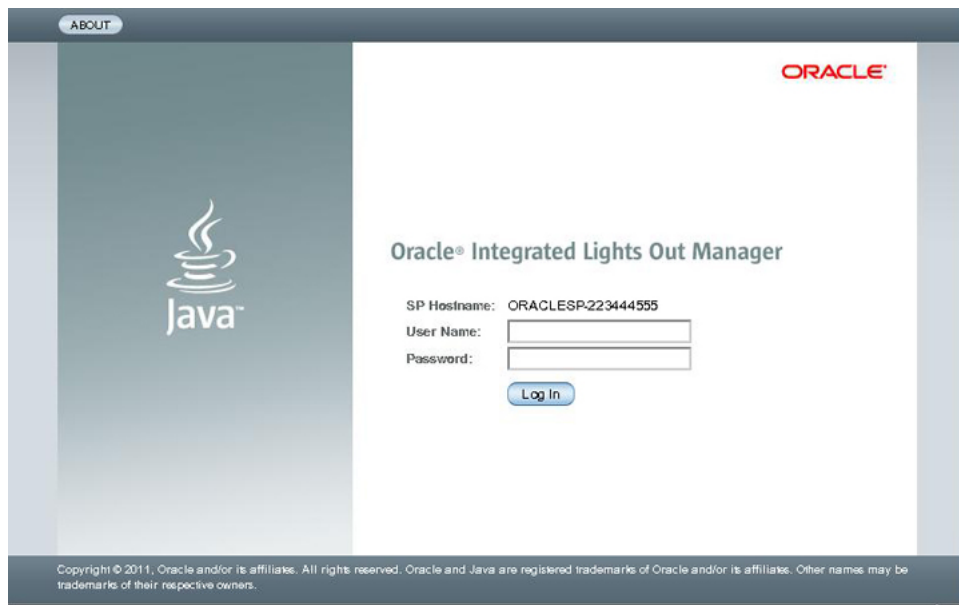 ABOUT
ORACLE®
Java™
Oracle® Integrated Lights Out Manager
SP Hostname: ORACLESP-223444555
User Name:
Password:
Log In
Copyright © 2011, Oracle and/or its affiliates. All rights reserved. Oracle and Java are registered trademarks of Oracle and/or its affiliates. Other names may be
trademarks of their respective owners.